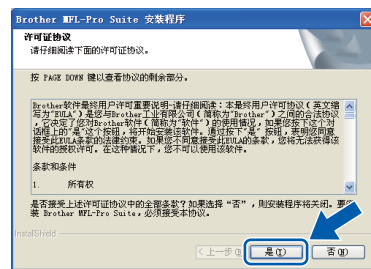 Brother MFL-Pro Suite 安装程序
许可证协议
请仔细阅读下面的许可证协议。
按 PAGE DOWN 键以查看协议的剩余部分。
Brother软件最终用户许可重要说明-请仔细阅读：本最终用户许可协议（英文缩
写为"EULA"）是您与Brother工业有限公司（简称为"Brother"）之间的合法协议
，它决定了您对Brother软件（简称为"软件"）的使用情况，如果您按下这个对
话框上的"是"这个按钮，将开始安装该软件。通过按下"是"按钮，表明您同意
接受此EULA条款的法律约束。如果您不同意接受此EULA的条款，您将无法获得该
软件的授权许可。在这种情况下，您不可以使用该软件。
条款和条件
1. 所有权
是否接受上述许可证协议中的全部条款？如果选择“否”，则安装程序将关闭。要安
装 Brother MFL-Pro Suite，必须接受本协议。
InstallShield
< 上一步(B)
是(Y)
否(N)